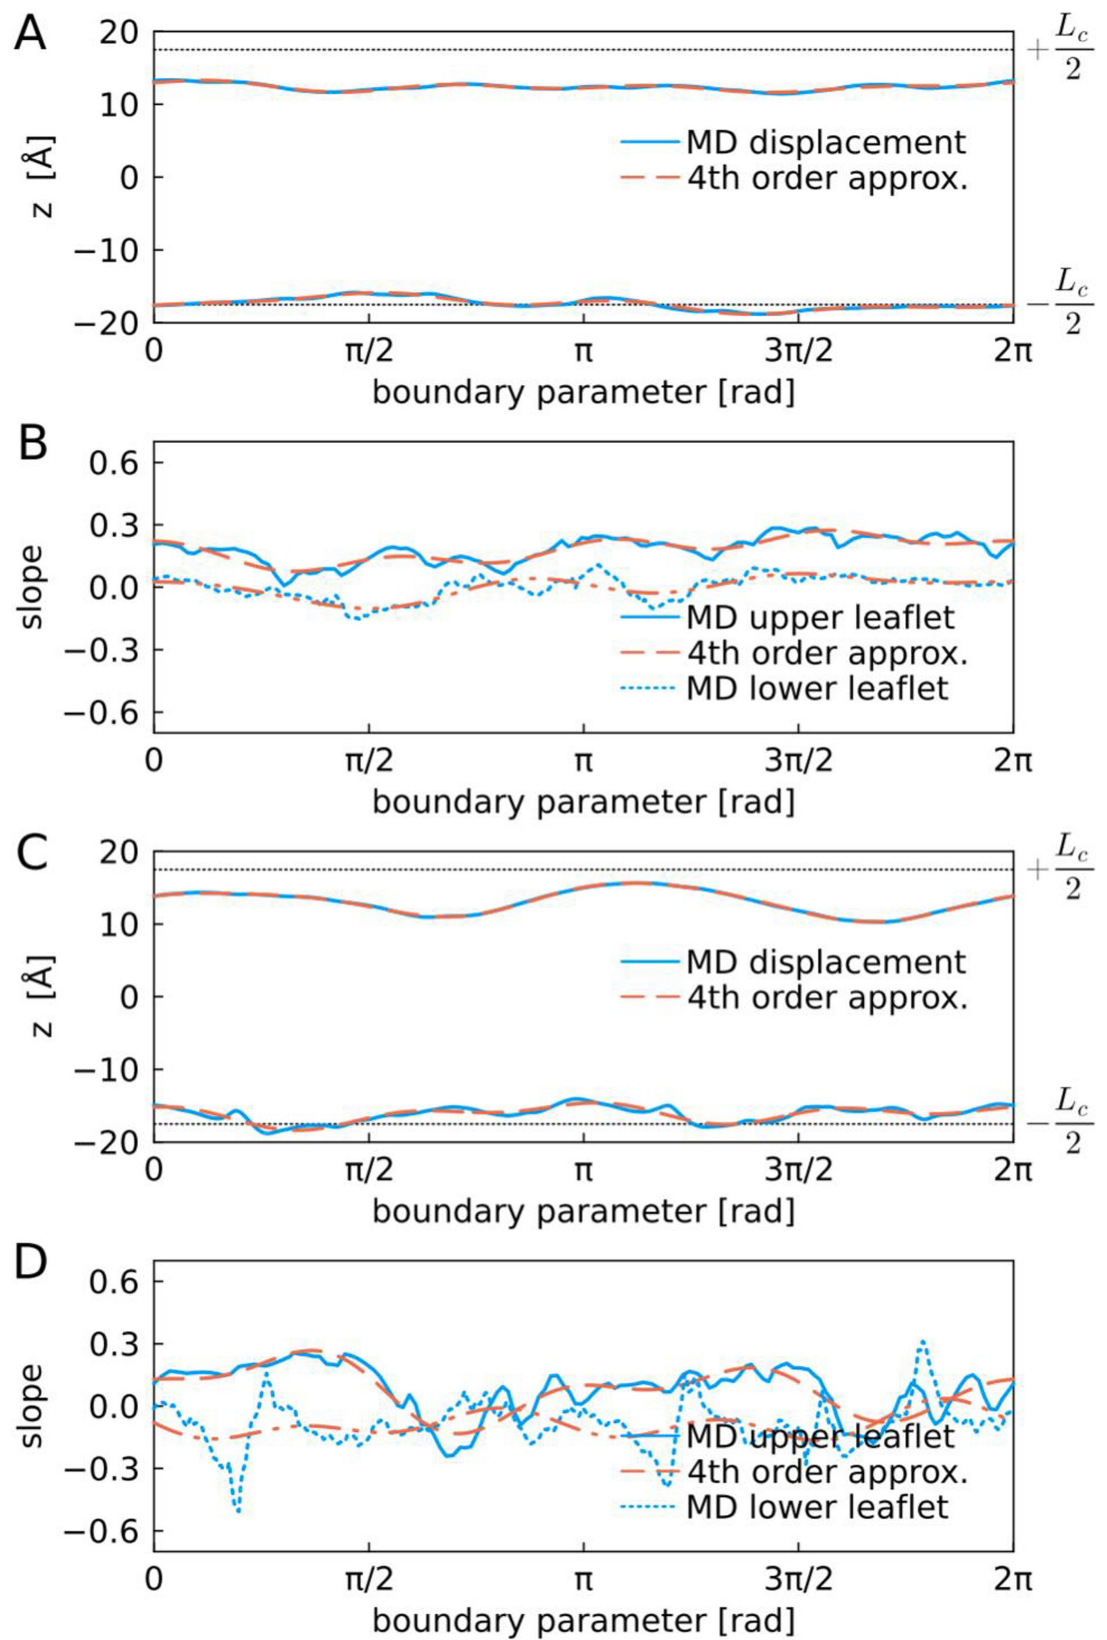 A
20
10
0
−10
−20
z [Å]
+ L_c/2
− L_c/2
MD displacement
4th order approx.
0 π/2 π 3π/2 2π
boundary parameter [rad]
B
0.6
0.3
0.0
−0.3
−0.6
slope
MD upper leaflet
4th order approx.
MD lower leaflet
0 π/2 π 3π/2 2π
boundary parameter [rad]
C
20
10
0
−10
−20
z [Å]
+ L_c/2
− L_c/2
MD displacement
4th order approx.
0 π/2 π 3π/2 2π
boundary parameter [rad]
D
0.6
0.3
0.0
−0.3
−0.6
slope
MD upper leaflet
4th order approx.
MD lower leaflet
0 π/2 π 3π/2 2π
boundary parameter [rad]